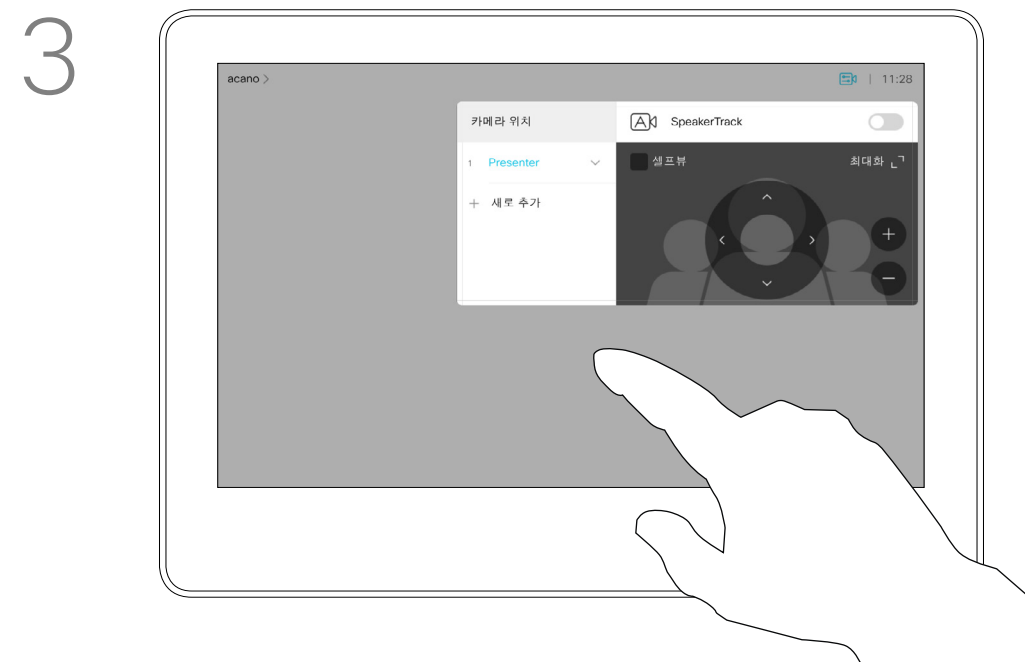 3
acano >
11:28
카메라 위치
SpeakerTrack
1 Presenter
셀프뷰
최대화
+ 새로 추가